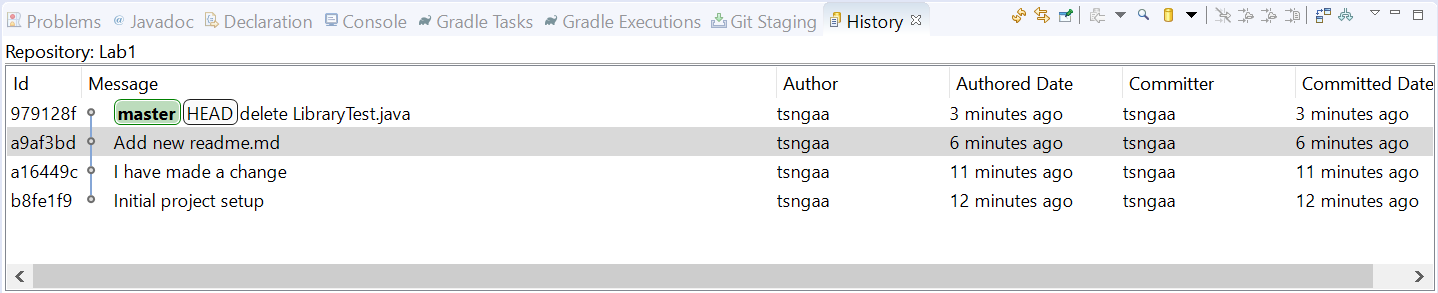 Problems @ Javadoc Declaration Console Gradle Tasks Gradle Executions Git Staging History
Repository: Lab1
Id Message Author Authored Date Committer Committed Date
979128f master HEAD delete LibraryTest.java tsngaa 3 minutes ago tsngaa 3 minutes ago
a9af3bd Add new readme.md tsngaa 6 minutes ago tsngaa 6 minutes ago
a16449c I have made a change tsngaa 11 minutes ago tsngaa 11 minutes ago
b8fe1f9 Initial project setup tsngaa 12 minutes ago tsngaa 12 minutes ago